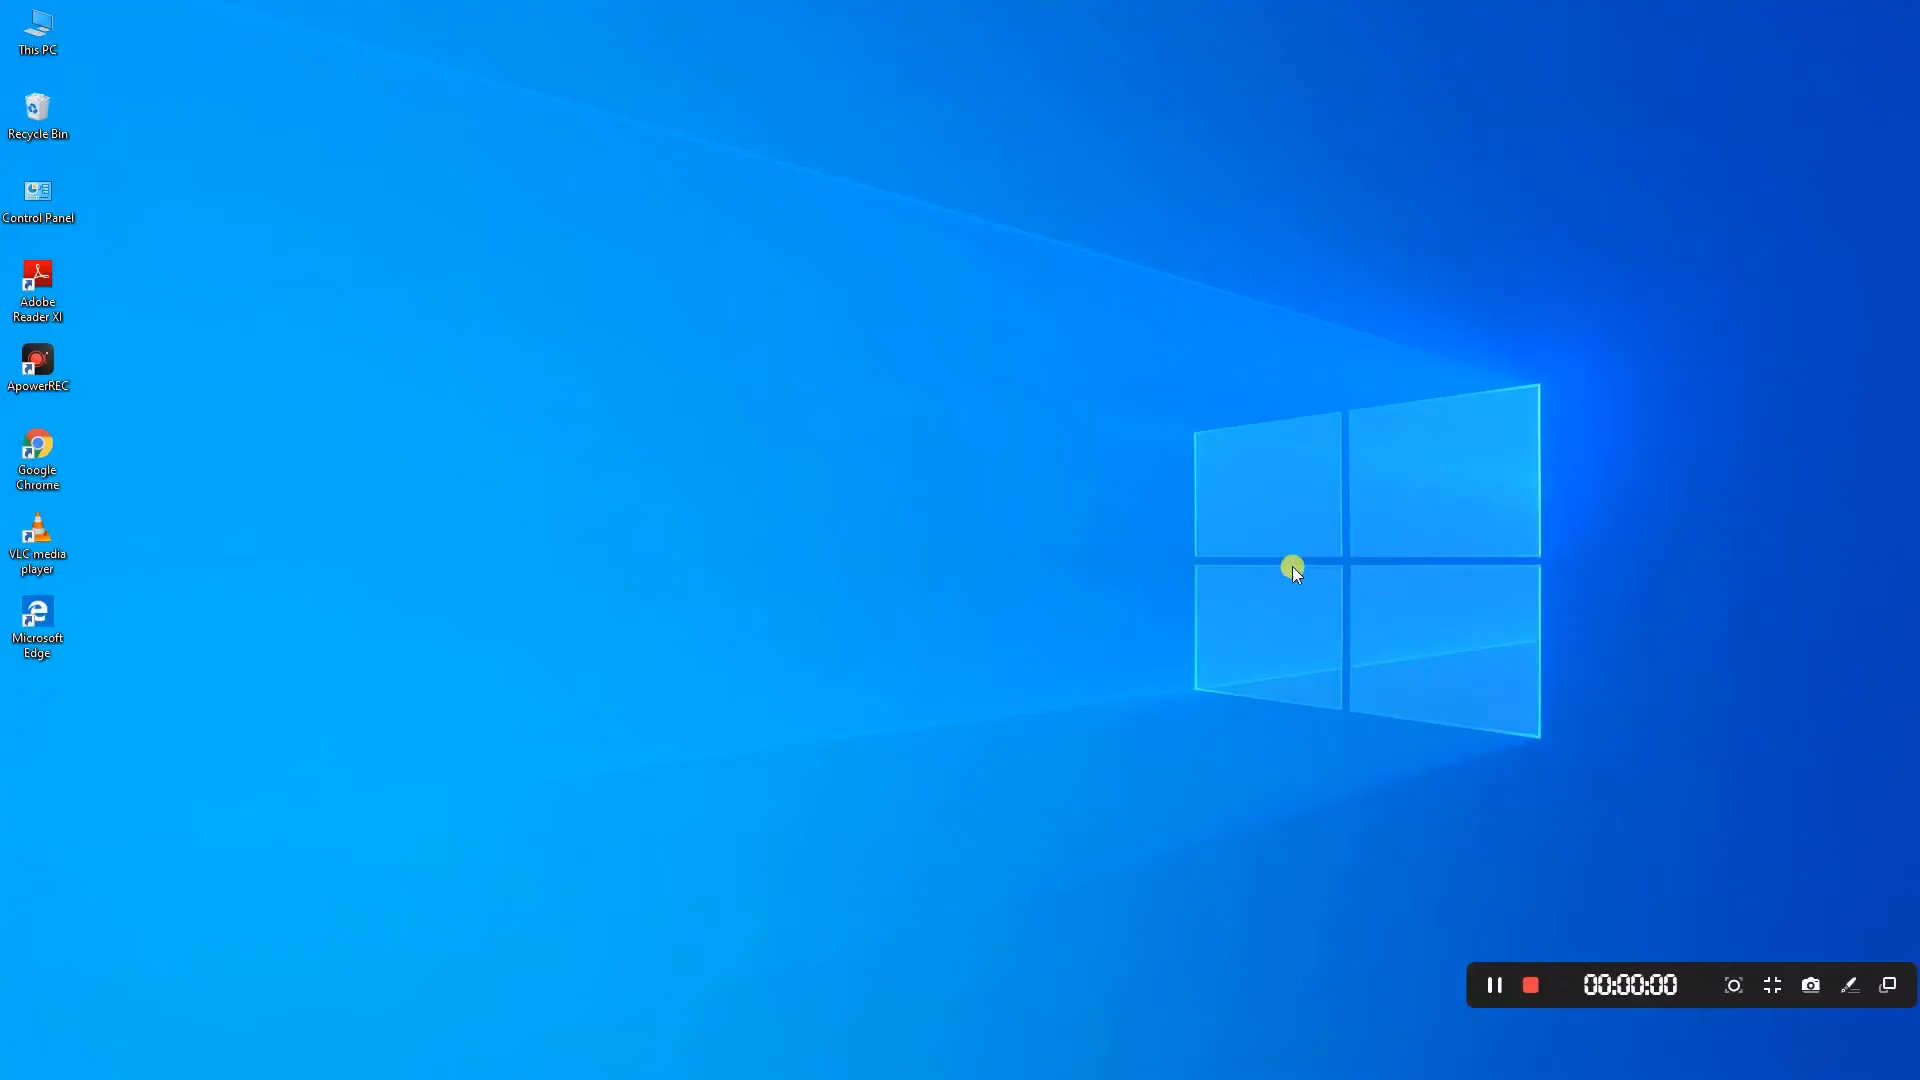 This PC
Recycle Bin
Control Panel
Adobe
Reader XI
ApowerREC
Google
Chrome
VLC media
player
Microsoft
Edge
00:00:00